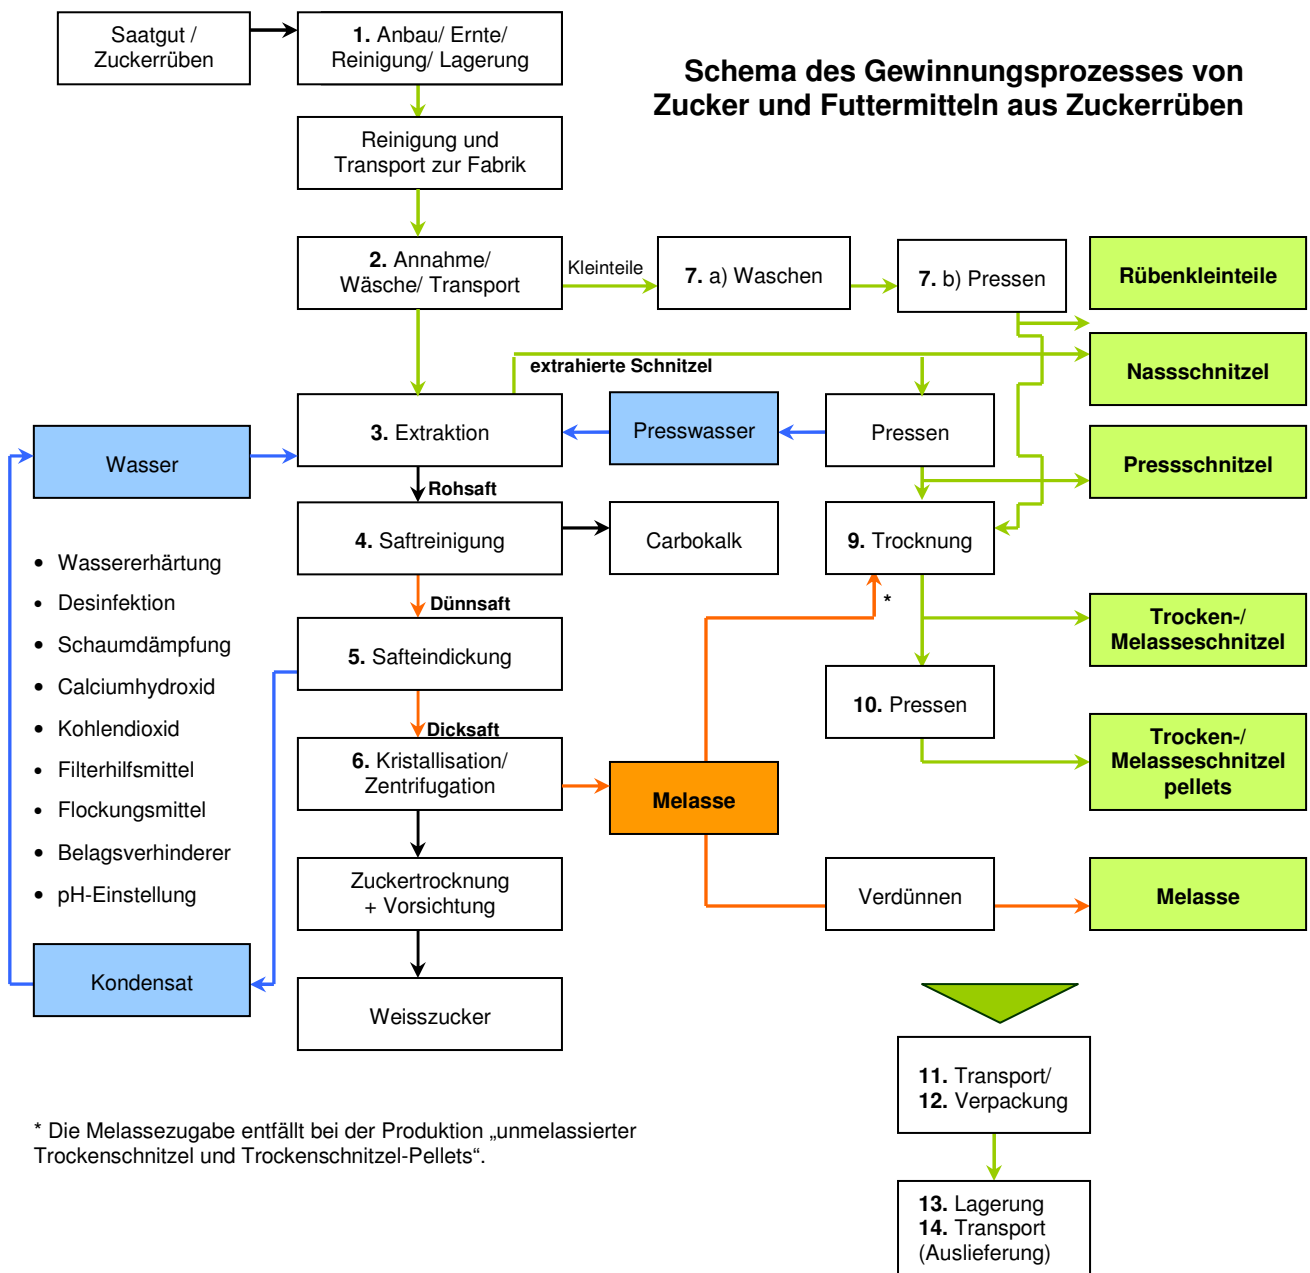 Schema des Gewinnungsprozesses von
Zucker und Futtermitteln aus Zuckerrüben
Saatgut /
Zuckerrüben
1. Anbau/ Ernte/
Reinigung/ Lagerung
Reinigung und
Transport zur Fabrik
2. Annahme/
Wäsche/ Transport
Kleinteile
7. a) Waschen
7. b) Pressen
Rübenkleinteile
extrahierte Schnitzel
Nassschnitzel
3. Extraktion
Presswasser
Pressen
Pressschnitzel
Wasser
Rohsaft
4. Saftreinigung
Carbokalk
9. Trocknung
• Wassererhärtung
• Desinfektion
• Schaumdämpfung
• Calciumhydroxid
• Kohlendioxid
• Filterhilfsmittel
• Flockungsmittel
• Belagsverhinderer
• pH-Einstellung
Dünnsaft
*
5. Safteindickung
Trocken-/
Melasseschnitzel
10. Pressen
Dicksaft
6. Kristallisation/
Zentrifugation
Melasse
Trocken-/
Melasseschnitzel
pellets
Zuckertrocknung
+ Vorsichtung
Verdünnen
Melasse
Kondensat
Weisszucker
11. Transport/
12. Verpackung
* Die Melassezugabe entfällt bei der Produktion „unmelassierter
Trockenschnitzel und Trockenschnitzel-Pellets“.
13. Lagerung
14. Transport
(Auslieferung)